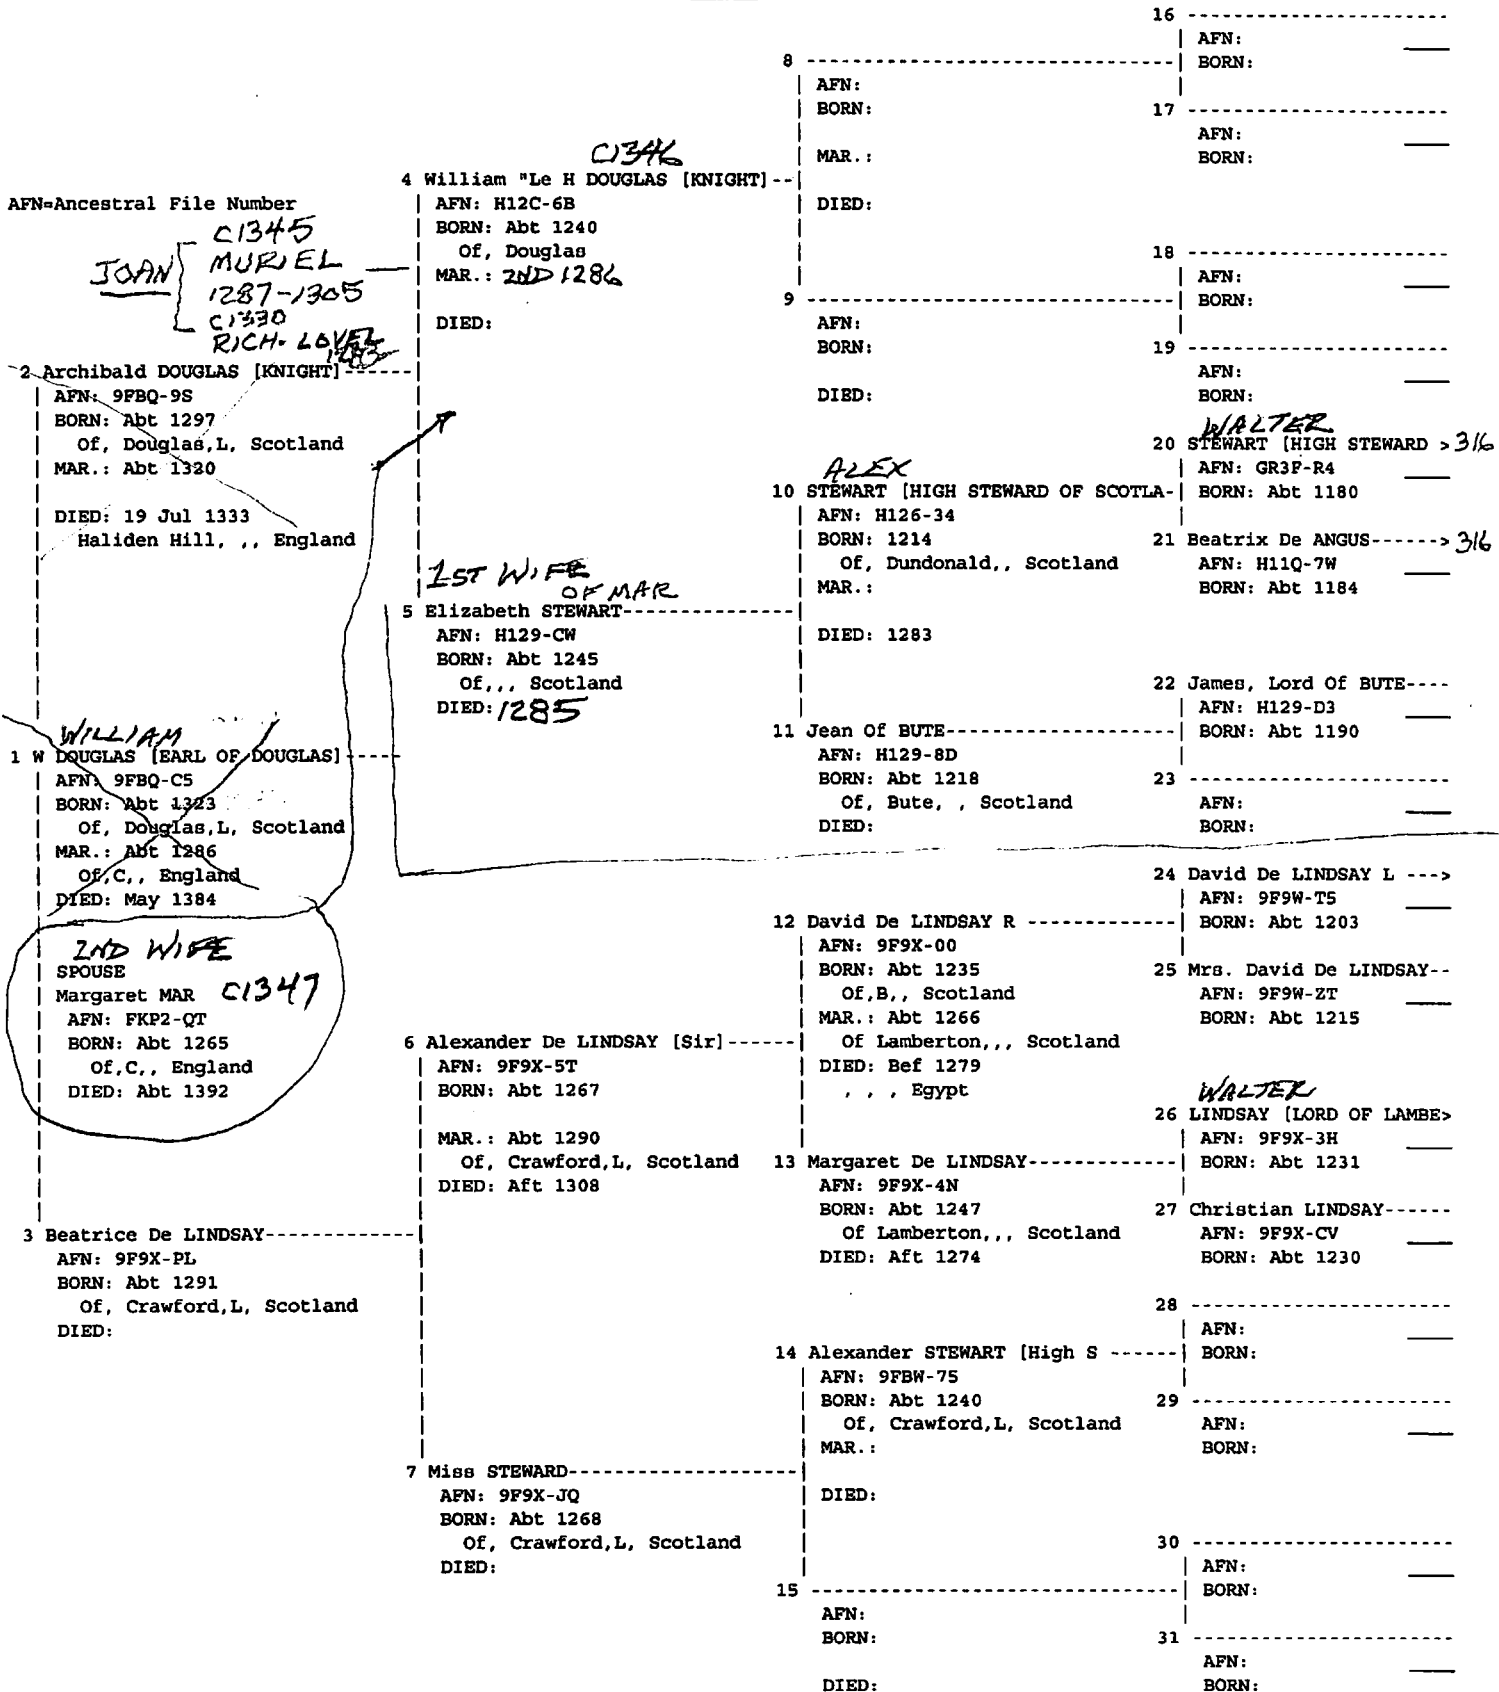 AFN=Ancestral File Number
C1345
JOAN
MURIEL
1287-1305
C1330
RICH. LOVEL
2 Archibald DOUGLAS [KNIGHT]------
AFN: 9FBQ-9S
BORN: Abt 1297
Of, Douglas,L, Scotland
MAR.: Abt 1320
DIED: 19 Jul 1333
Haliden Hill, ,, England
WILLIAM
1 W DOUGLAS [EARL OF DOUGLAS]-----
AFN: 9FBQ-C5
BORN: Abt 1323
Of, Douglas,L, Scotland
MAR.: Abt 1286
Of,C,, England
DIED: May 1384
2ND WIFE
SPOUSE
Margaret MAR C1347
AFN: FKP2-QT
BORN: Abt 1265
Of,C,, England
DIED: Abt 1392
3 Beatrice De LINDSAY-------------
AFN: 9F9X-PL
BORN: Abt 1291
Of, Crawford,L, Scotland
DIED:
C1346
4 William "Le H DOUGLAS [KNIGHT]--
AFN: H12C-6B
BORN: Abt 1240
Of, Douglas
MAR.: 2ND 1286
DIED:
1ST WIFE
OF MAR
5 Elizabeth STEWART---------------
AFN: H129-CW
BORN: Abt 1245
Of,,, Scotland
DIED: 1285
6 Alexander De LINDSAY [Sir]------
AFN: 9F9X-5T
BORN: Abt 1267
MAR.: Abt 1290
Of, Crawford,L, Scotland
DIED: Aft 1308
7 Miss STEWARD--------------------
AFN: 9F9X-JQ
BORN: Abt 1268
Of, Crawford,L, Scotland
DIED:
8 --------------------------------
AFN:
BORN:
MAR.:
DIED:
9 --------------------------------
AFN:
BORN:
DIED:
ALEX
10 STEWART [HIGH STEWARD OF SCOTLA-
AFN: H126-34
BORN: 1214
Of, Dundonald,, Scotland
MAR.:
DIED: 1283
11 Jean Of BUTE--------------------
AFN: H129-8D
BORN: Abt 1218
Of, Bute, , Scotland
DIED:
12 David De LINDSAY R -------------
AFN: 9F9X-00
BORN: Abt 1235
Of,B,, Scotland
MAR.: Abt 1266
Of Lamberton,,, Scotland
DIED: Bef 1279
, , , Egypt
13 Margaret De LINDSAY-------------
AFN: 9F9X-4N
BORN: Abt 1247
Of Lamberton,,, Scotland
DIED: Aft 1274
14 Alexander STEWART [High S ------
AFN: 9FBW-75
BORN: Abt 1240
Of, Crawford,L, Scotland
MAR.:
DIED:
15 --------------------------------
AFN:
BORN:
DIED:
16 -----------------------
AFN:
BORN:
17 -----------------------
AFN:
BORN:
18 -----------------------
AFN:
BORN:
19 -----------------------
AFN:
BORN:
WALTER
20 STEWART [HIGH STEWARD > 316
AFN: GR3F-R4
BORN: Abt 1180
21 Beatrix De ANGUS------> 316
AFN: H11Q-7W
BORN: Abt 1184
22 James, Lord Of BUTE----
AFN: H129-D3
BORN: Abt 1190
23 -----------------------
AFN:
BORN:
24 David De LINDSAY L --->
AFN: 9F9W-T5
BORN: Abt 1203
25 Mrs. David De LINDSAY--
AFN: 9F9W-ZT
BORN: Abt 1215
WALTER
26 LINDSAY [LORD OF LAMBE>
AFN: 9F9X-3H
BORN: Abt 1231
27 Christian LINDSAY------
AFN: 9F9X-CV
BORN: Abt 1230
28 -----------------------
AFN:
BORN:
29 -----------------------
AFN:
BORN:
30 -----------------------
AFN:
BORN:
31 -----------------------
AFN:
BORN: